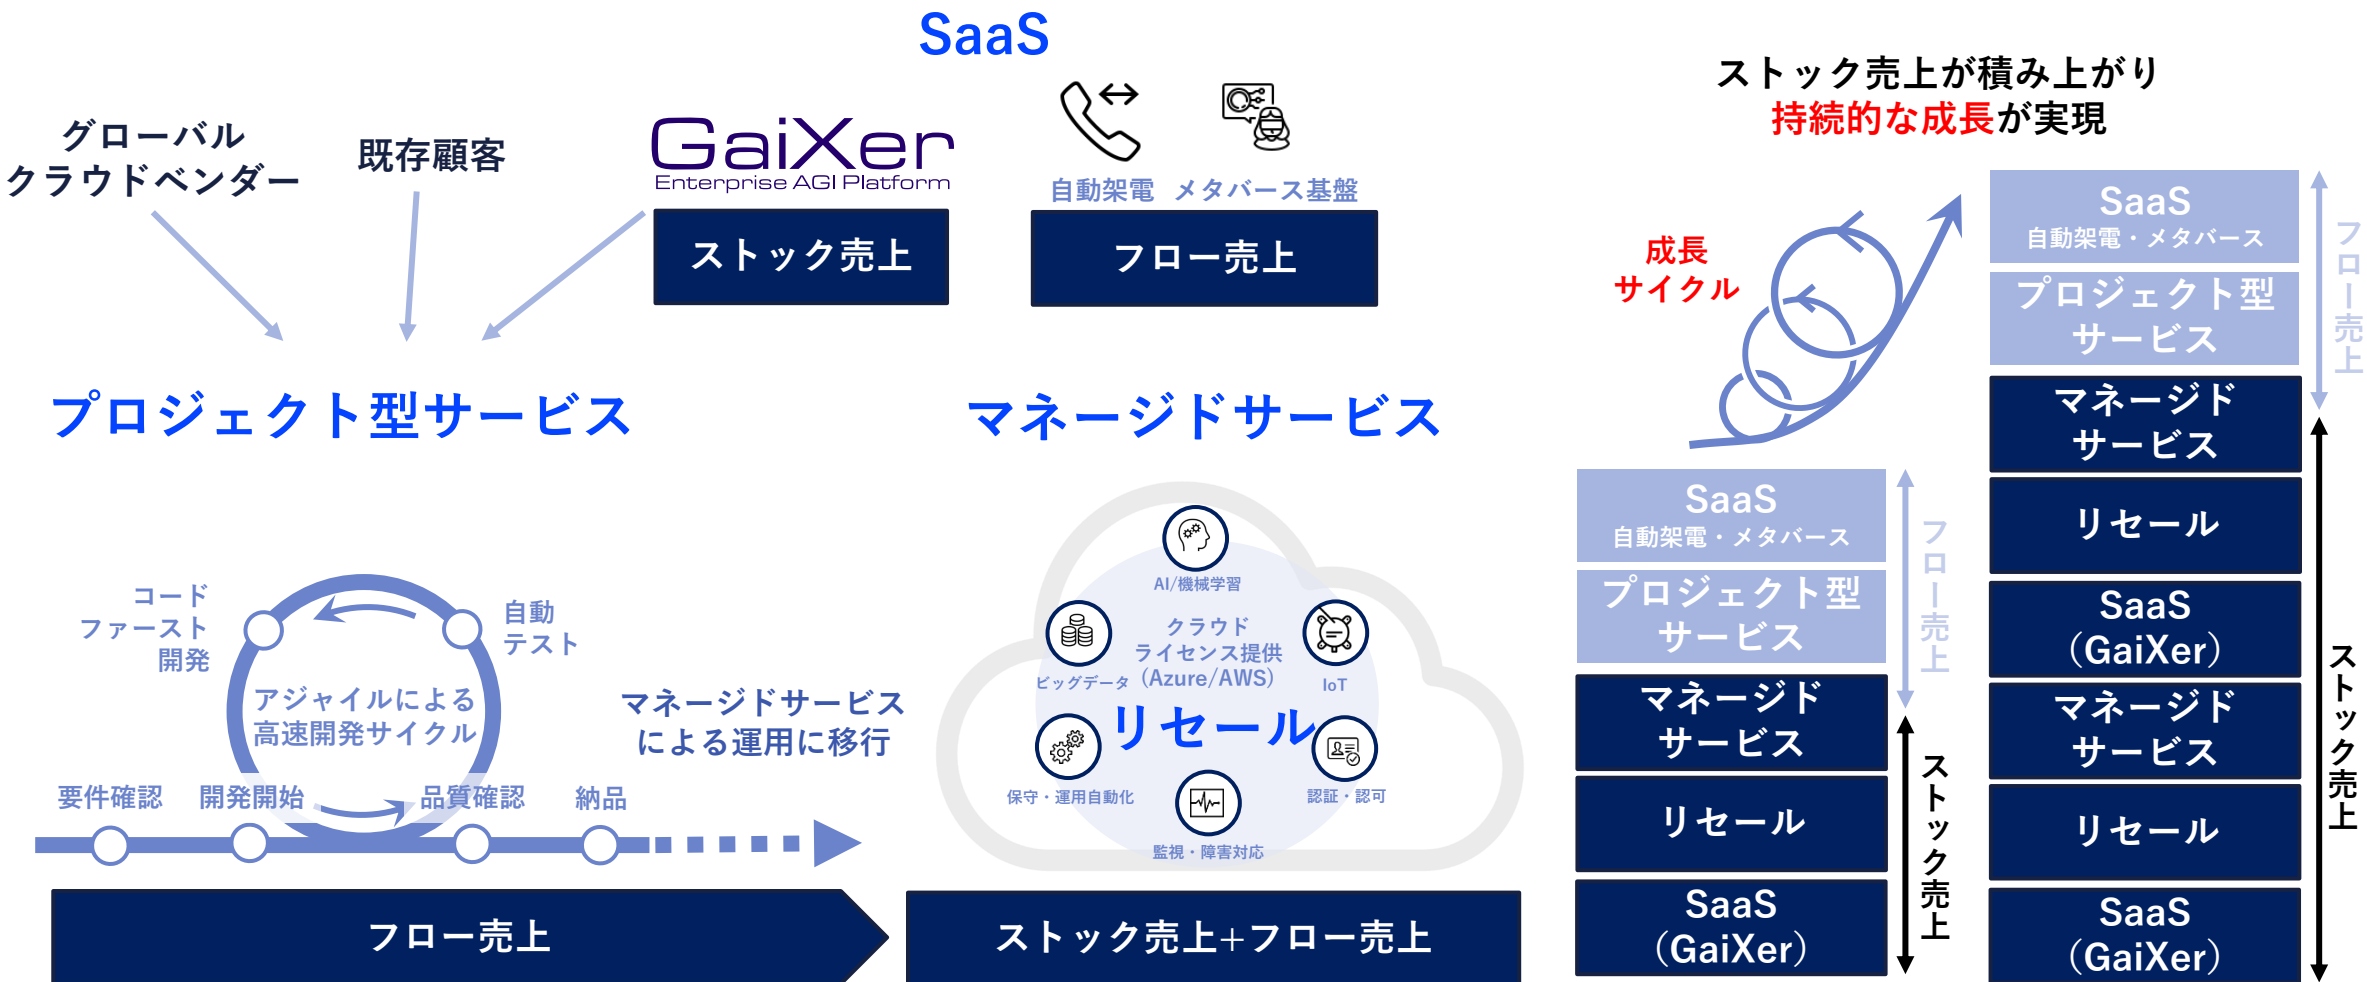 SaaS
グローバル
クラウドベンダー
既存顧客
GaiXer
Enterprise AGI Platform
自動架電
メタバース基盤
ストック売上
フロー売上
プロジェクト型サービス
コード
ファースト
開発
自動
テスト
アジャイルによる
高速開発サイクル
要件確認
開発開始
品質確認
納品
マネージドサービス
による運用に移行
フロー売上
マネージドサービス
AI/機械学習
クラウド
ライセンス提供
(Azure/AWS)
ビッグデータ
IoT
リセール
保守・運用自動化
認証・認可
監視・障害対応
ストック売上+フロー売上
ストック売上が積み上がり
持続的な成長が実現
成長
サイクル
SaaS
自動架電・メタバース
プロジェクト型
サービス
マネージド
サービス
リセール
SaaS
（GaiXer）
フロー売上
ストック売上
SaaS
自動架電・メタバース
プロジェクト型
サービス
マネージド
サービス
リセール
SaaS
（GaiXer）
マネージド
サービス
リセール
SaaS
（GaiXer）
フロー売上
ストック売上